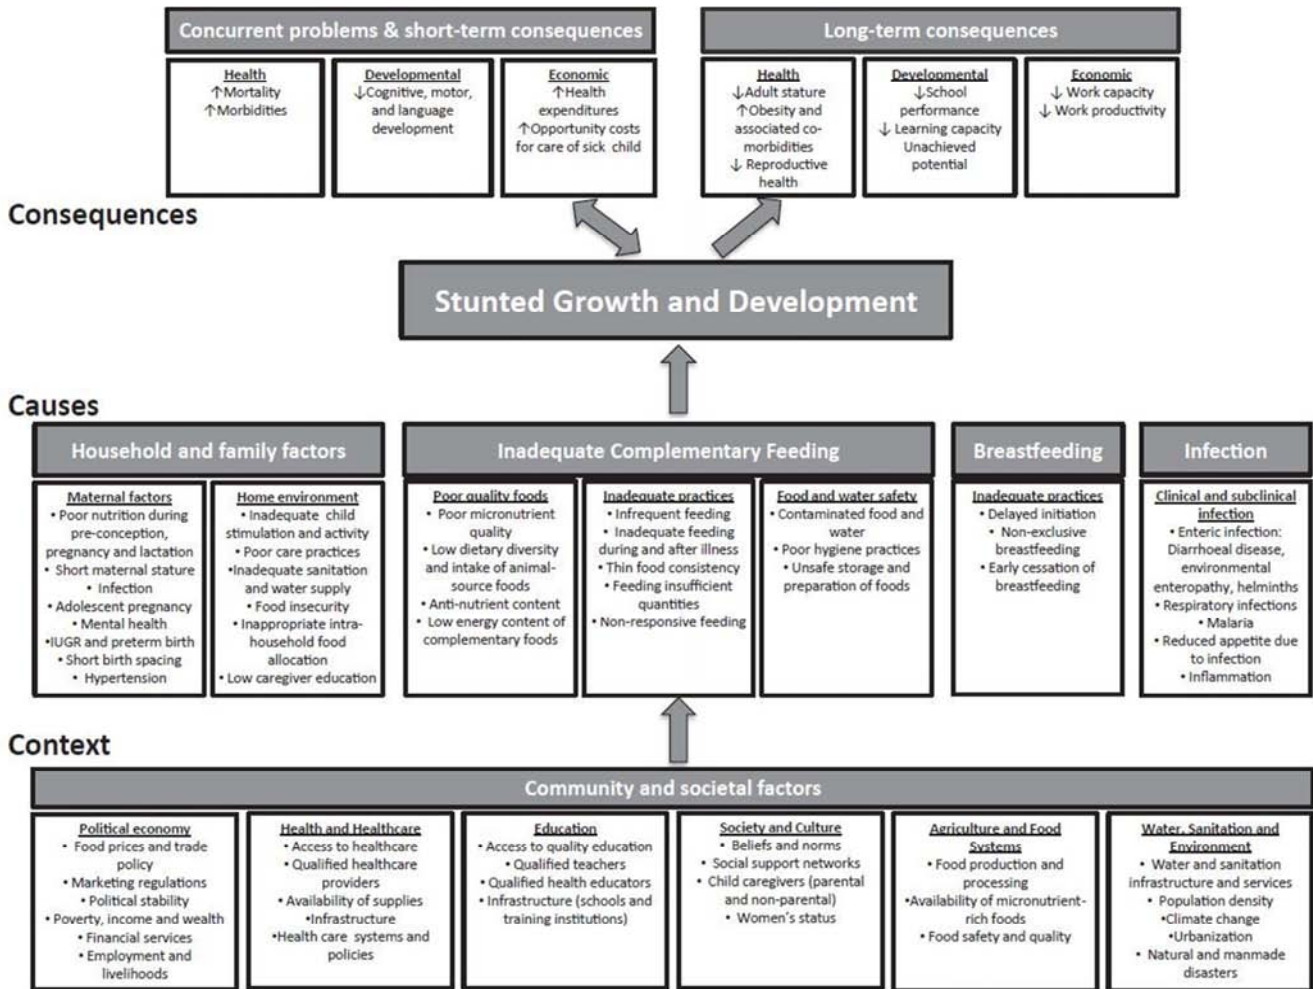 Concurrent problems & short-term consequences
Health
↑Mortality
↑Morbidities
Developmental
↓Cognitive, motor,
and language
development
Economic
↑Health
expenditures
↑Opportunity costs
for care of sick child
Long-term consequences
Health
↓Adult stature
↑Obesity and
associated co-
morbidities
↓ Reproductive
health
Developmental
↓School
performance
↓ Learning capacity
Unachieved
potential
Economic
↓ Work capacity
↓ Work productivity
Consequences
Stunted Growth and Development
Causes
Household and family factors
Maternal factors
• Poor nutrition during
pre-conception,
pregnancy and lactation
• Short maternal stature
• Infection
• Adolescent pregnancy
• Mental health
•IUGR and preterm birth
• Short birth spacing
• Hypertension
Home environment
• Inadequate child
stimulation and activity
• Poor care practices
•Inadequate sanitation
and water supply
• Food insecurity
• Inappropriate intra-
household food
allocation
• Low caregiver education
Inadequate Complementary Feeding
Poor quality foods
• Poor micronutrient
quality
• Low dietary diversity
and intake of animal-
source foods
• Anti-nutrient content
• Low energy content of
complementary foods
Inadequate practices
• Infrequent feeding
• Inadequate feeding
during and after illness
• Thin food consistency
• Feeding insufficient
quantities
• Non-responsive feeding
Food and water safety
• Contaminated food and
water
• Poor hygiene practices
• Unsafe storage and
preparation of foods
Breastfeeding
Inadequate practices
• Delayed initiation
• Non-exclusive
breastfeeding
• Early cessation of
breastfeeding
Infection
Clinical and subclinical
infection
• Enteric infection:
Diarrhoeal disease,
environmental
enteropathy, helminths
• Respiratory infections
• Malaria
• Reduced appetite due
to infection
• Inflammation
Context
Community and societal factors
Political economy
• Food prices and trade
policy
• Marketing regulations
• Political stability
• Poverty, income and wealth
• Financial services
• Employment and
livelihoods
Health and Healthcare
• Access to healthcare
• Qualified healthcare
providers
• Availability of supplies
•Infrastructure
•Health care systems and
policies
Education
• Access to quality education
• Qualified teachers
• Qualified health educators
• Infrastructure (schools and
training institutions)
Society and Culture
• Beliefs and norms
• Social support networks
• Child caregivers (parental
and non-parental)
• Women's status
Agriculture and Food
Systems
• Food production and
processing
•Availability of micronutrient-
rich foods
• Food safety and quality
Water, Sanitation and
Environment
• Water and sanitation
infrastructure and services
• Population density
•Climate change
•Urbanization
• Natural and manmade
disasters